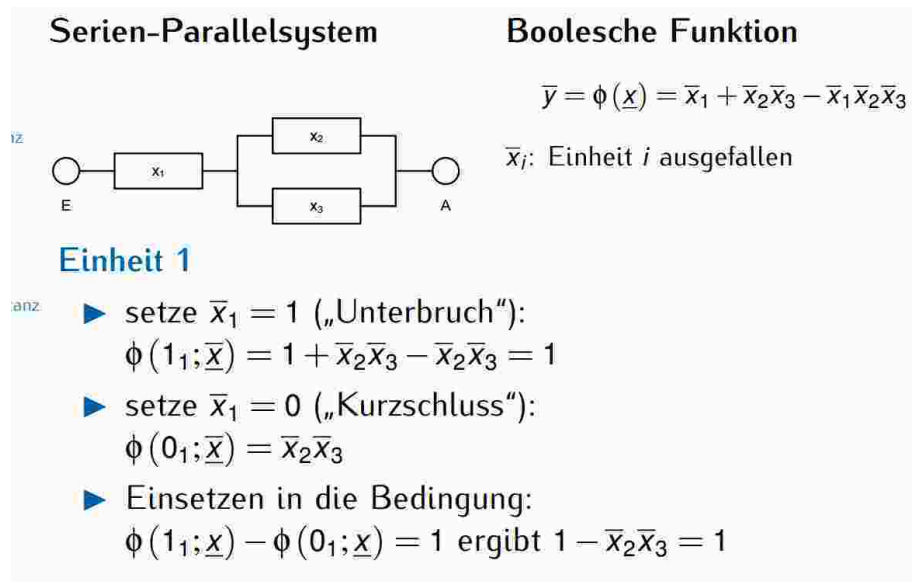 Serien-Parallelsystem
Boolesche Funktion
y̅ = ϕ(x̲) = x̅₁ + x̅₂x̅₃ − x̅₁x̅₂x̅₃
x̅ᵢ: Einheit i ausgefallen
x₂
x₁
x₃
E
A
Einheit 1
▶ setze x̅₁ = 1 („Unterbruch“):
ϕ(1₁; x̲̅) = 1 + x̅₂x̅₃ − x̅₂x̅₃ = 1
▶ setze x̅₁ = 0 („Kurzschluss“):
ϕ(0₁; x̲̅) = x̅₂x̅₃
▶ Einsetzen in die Bedingung:
ϕ(1₁; x̲) − ϕ(0₁; x̲) = 1 ergibt 1 − x̅₂x̅₃ = 1